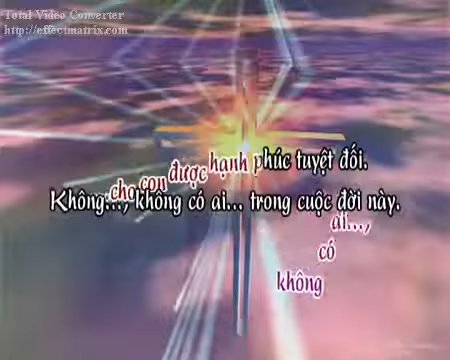 Total Video Converter
http://effectmatrix.com
cho con được hạnh phúc tuyệt đối.
Không..., không có ai... trong cuộc đời này.
ai...,
có
không